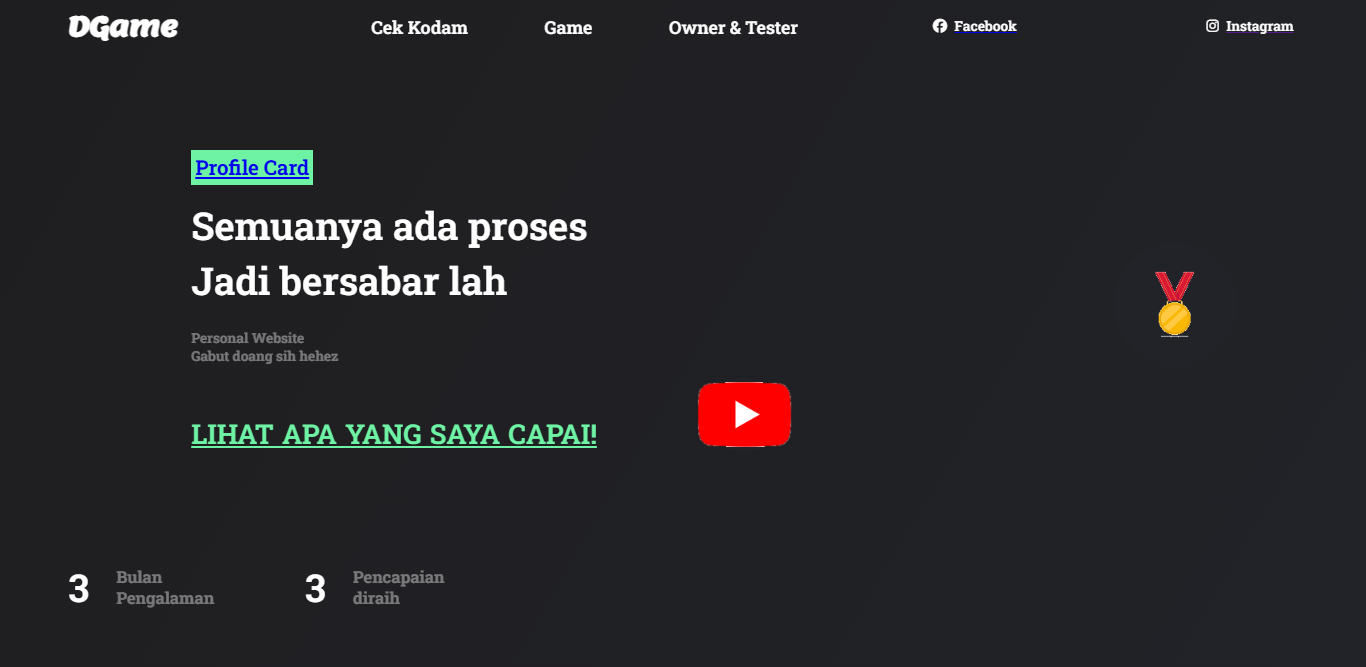 DGame
Cek Kodam
Game
Owner & Tester
Facebook
Instagram
Profile Card
Semuanya ada proses
Jadi bersabar lah
Personal Website
Gabut doang sih hehez
LIHAT APA YANG SAYA CAPAI!
3
Bulan
Pengalaman
3
Pencapaian
diraih